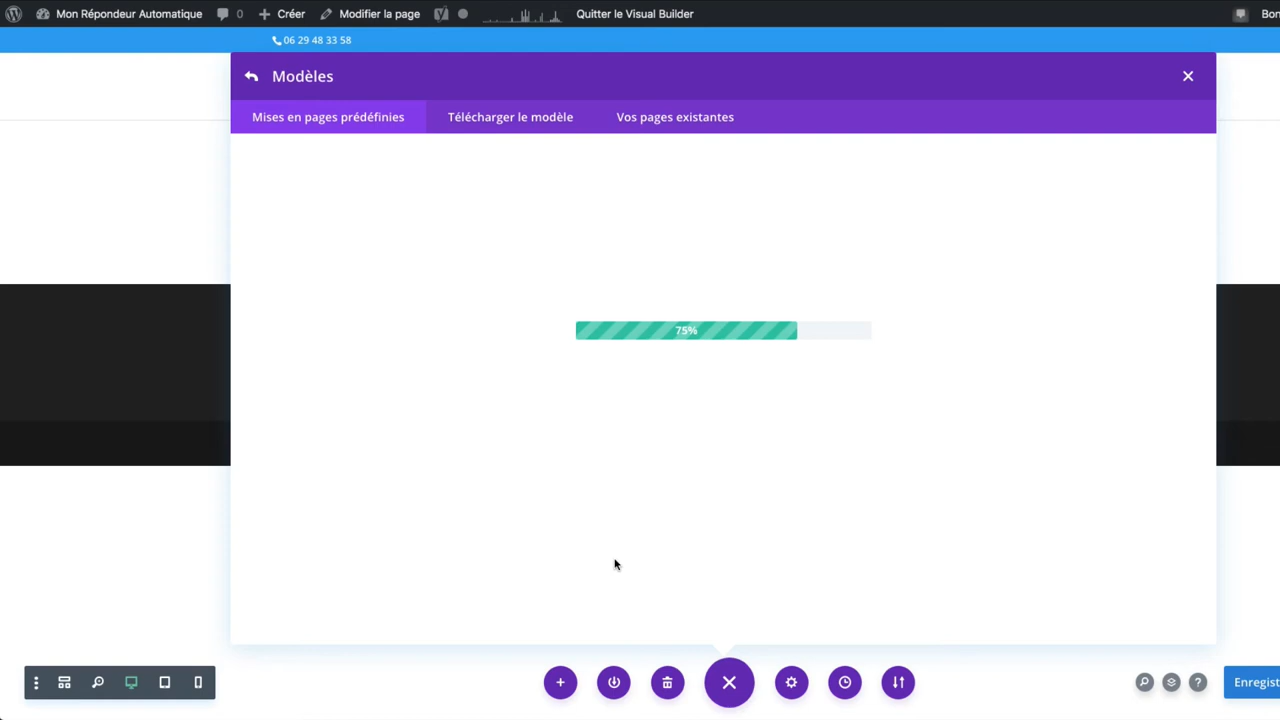 Mon Répondeur Automatique 0 Créer Modifier la page Quitter le Visual Builder
06 29 48 33 58
Modèles
Mises en pages prédéfinies Télécharger le modèle Vos pages existantes
75%